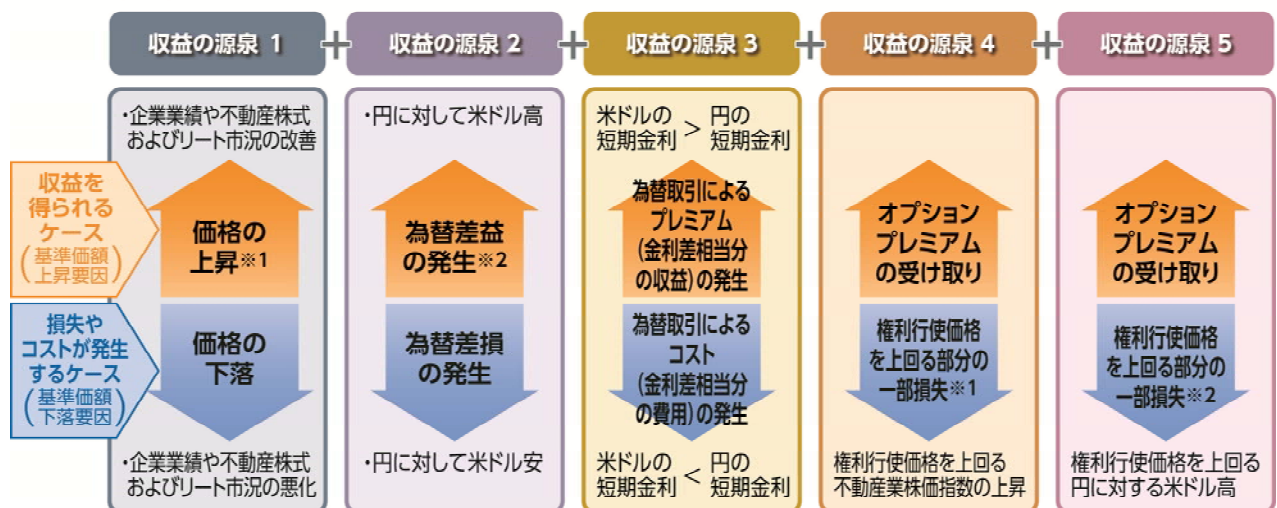 収益の源泉 1
+
収益の源泉 2
+
収益の源泉 3
+
収益の源泉 4
+
収益の源泉 5
収益を
得られる
ケース
(基準価額
上昇要因)
損失や
コストが発生
するケース
(基準価額
下落要因)
・企業業績や不動産株式
およびリート市況の改善
価格の
上昇※1
価格の
下落
・企業業績や不動産株式
およびリート市況の悪化
・円に対して米ドル高
為替差益
の発生※2
為替差損
の発生
・円に対して米ドル安
米ドルの
短期金利
>
円の
短期金利
為替取引による
プレミアム
(金利差相当分
の収益)の発生
為替取引による
コスト
(金利差相当分
の費用)の発生
米ドルの
短期金利
<
円の
短期金利
オプション
プレミアム
の受け取り
権利行使価格
を上回る部分の
一部損失※1
権利行使価格を上回る
不動産業株価指数の上昇
オプション
プレミアム
の受け取り
権利行使価格
を上回る部分の
一部損失※2
権利行使価格を上回る
円に対する米ドル高